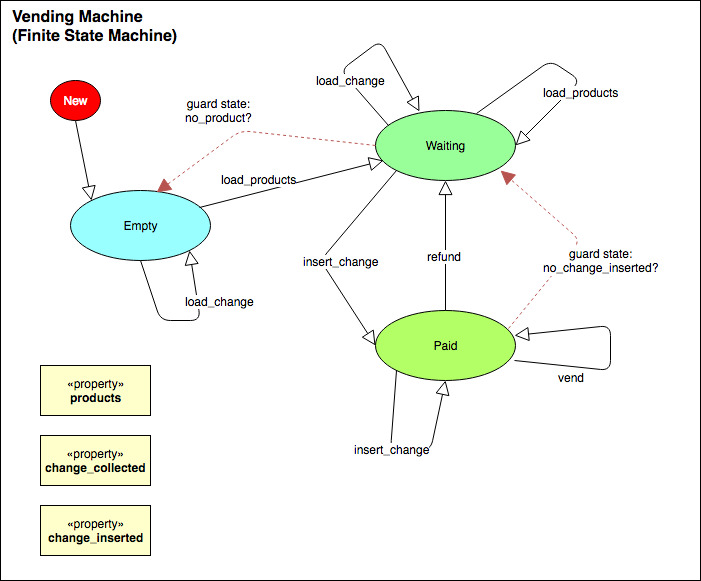 Vending Machine
(Finite State Machine)
New
guard state:
no_product?
load_change
load_products
Waiting
load_products
Empty
insert_change
refund
guard state:
no_change_inserted?
load_change
Paid
vend
insert_change
«property»
products
«property»
change_collected
«property»
change_inserted